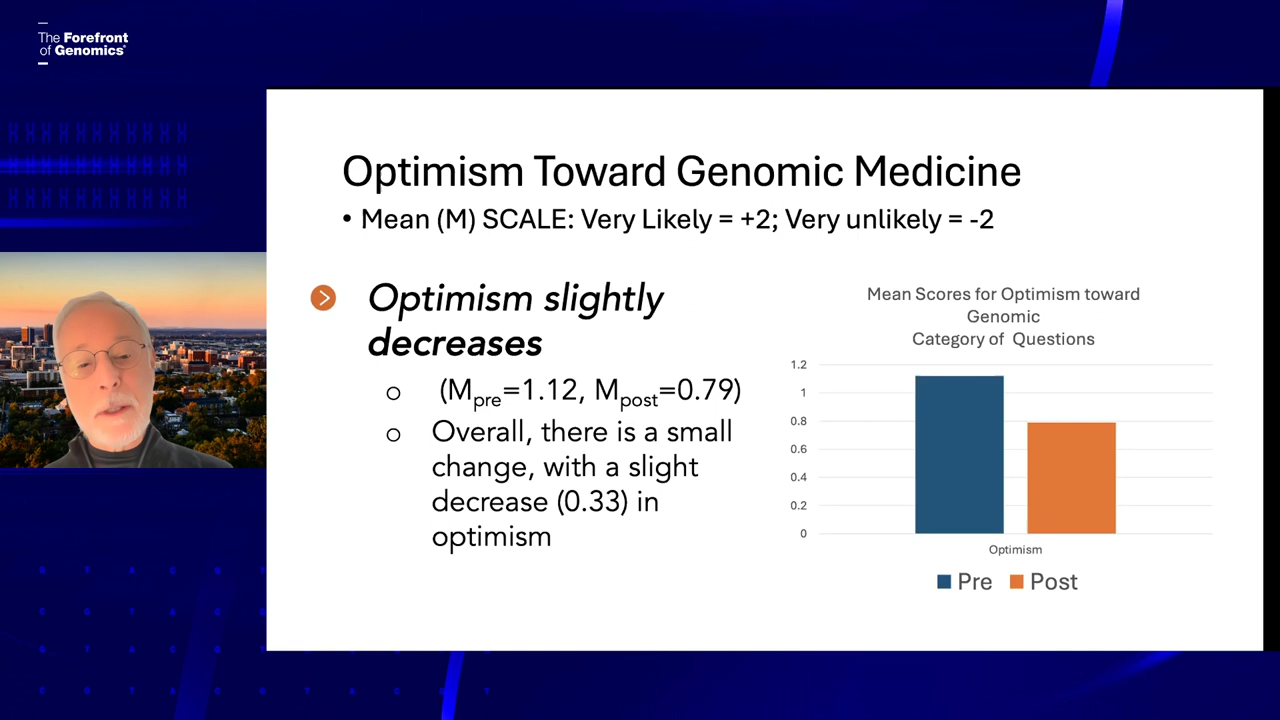 The Forefront
of Genomics®
Optimism Toward Genomic Medicine
• Mean (M) SCALE: Very Likely = +2; Very unlikely = -2
Optimism slightly
decreases
o (Mpre=1.12, Mpost=0.79)
o Overall, there is a small
change, with a slight
decrease (0.33) in
optimism
Mean Scores for Optimism toward
Genomic
Category of Questions
1.2
1
0.8
0.6
0.4
0.2
0
Optimism
Pre Post